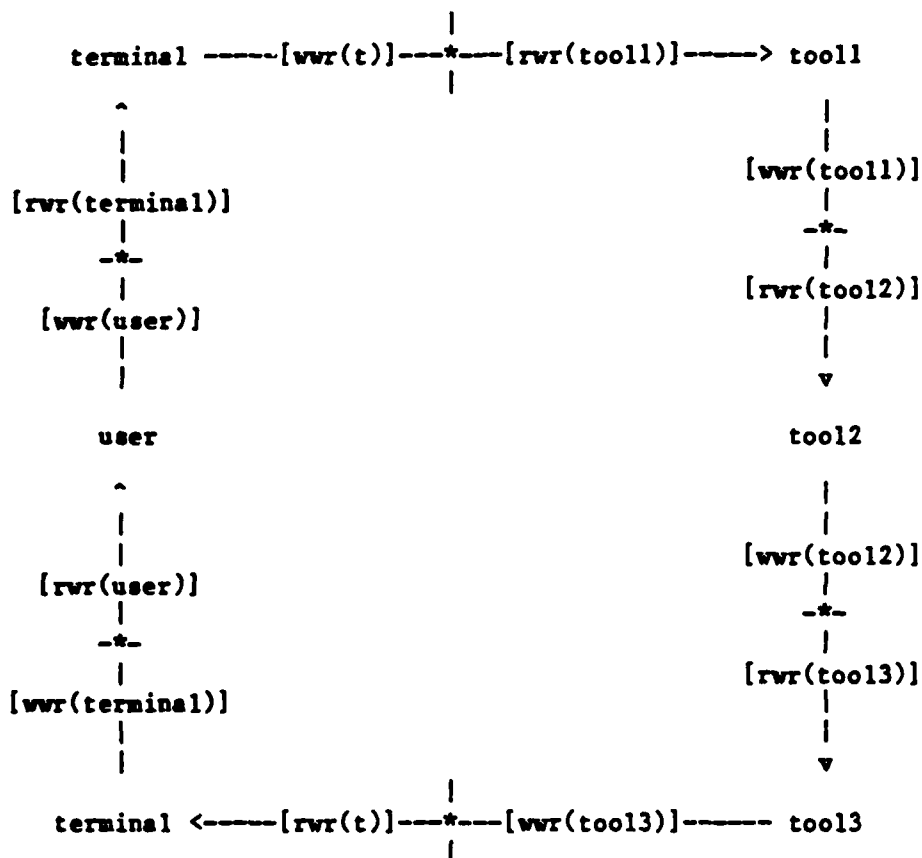 terminal -----[wwr(t)]---*---[rwr(tool1)]-----> tool1
[wwr(tool1)]
[rwr(terminal)]
-*-
-*-
[rwr(tool2)]
[wwr(user)]
user tool2
[wwr(tool2)]
[rwr(user)]
-*-
-*-
[rwr(tool3)]
[wwr(terminal)]
terminal <-----[rwr(t)]---*---[wwr(tool3)]------ tool3